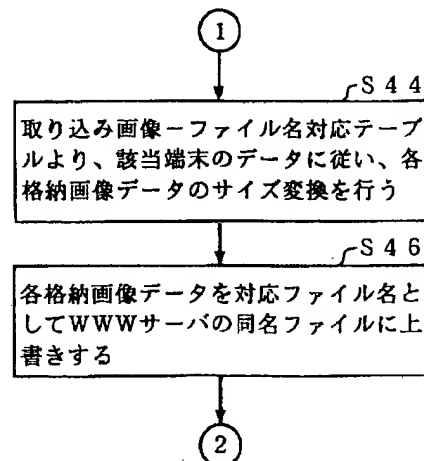 1
S44
取り込み画像－ファイル名対応テーブ
ルより、該当端末のデータに従い、各
格納画像データのサイズ変換を行う
S46
各格納画像データを対応ファイル名と
してWWWサーバの同名ファイルに上
書きする
2